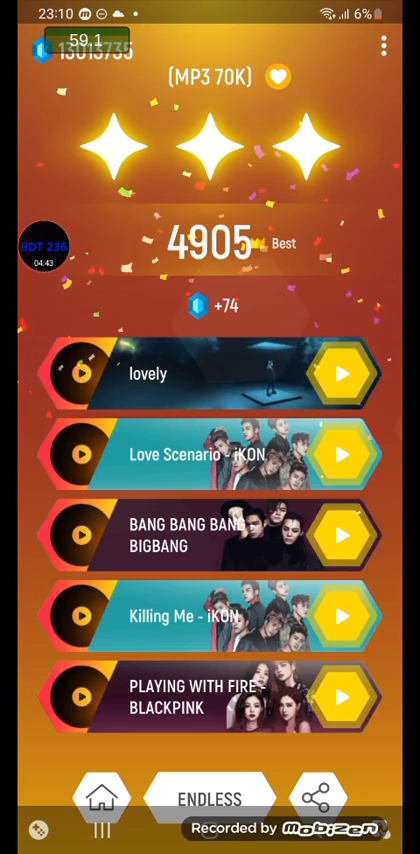 23:10 6%
59.1
13013735
(MP3 70K)
4905 Best
BDT 236
04:43
+74
lovely
Love Scenario - iKON
BANG BANG BANG -
BIGBANG
Killing Me - iKON
PLAYING WITH FIRE -
BLACKPINK
ENDLESS
Recorded by mobizen